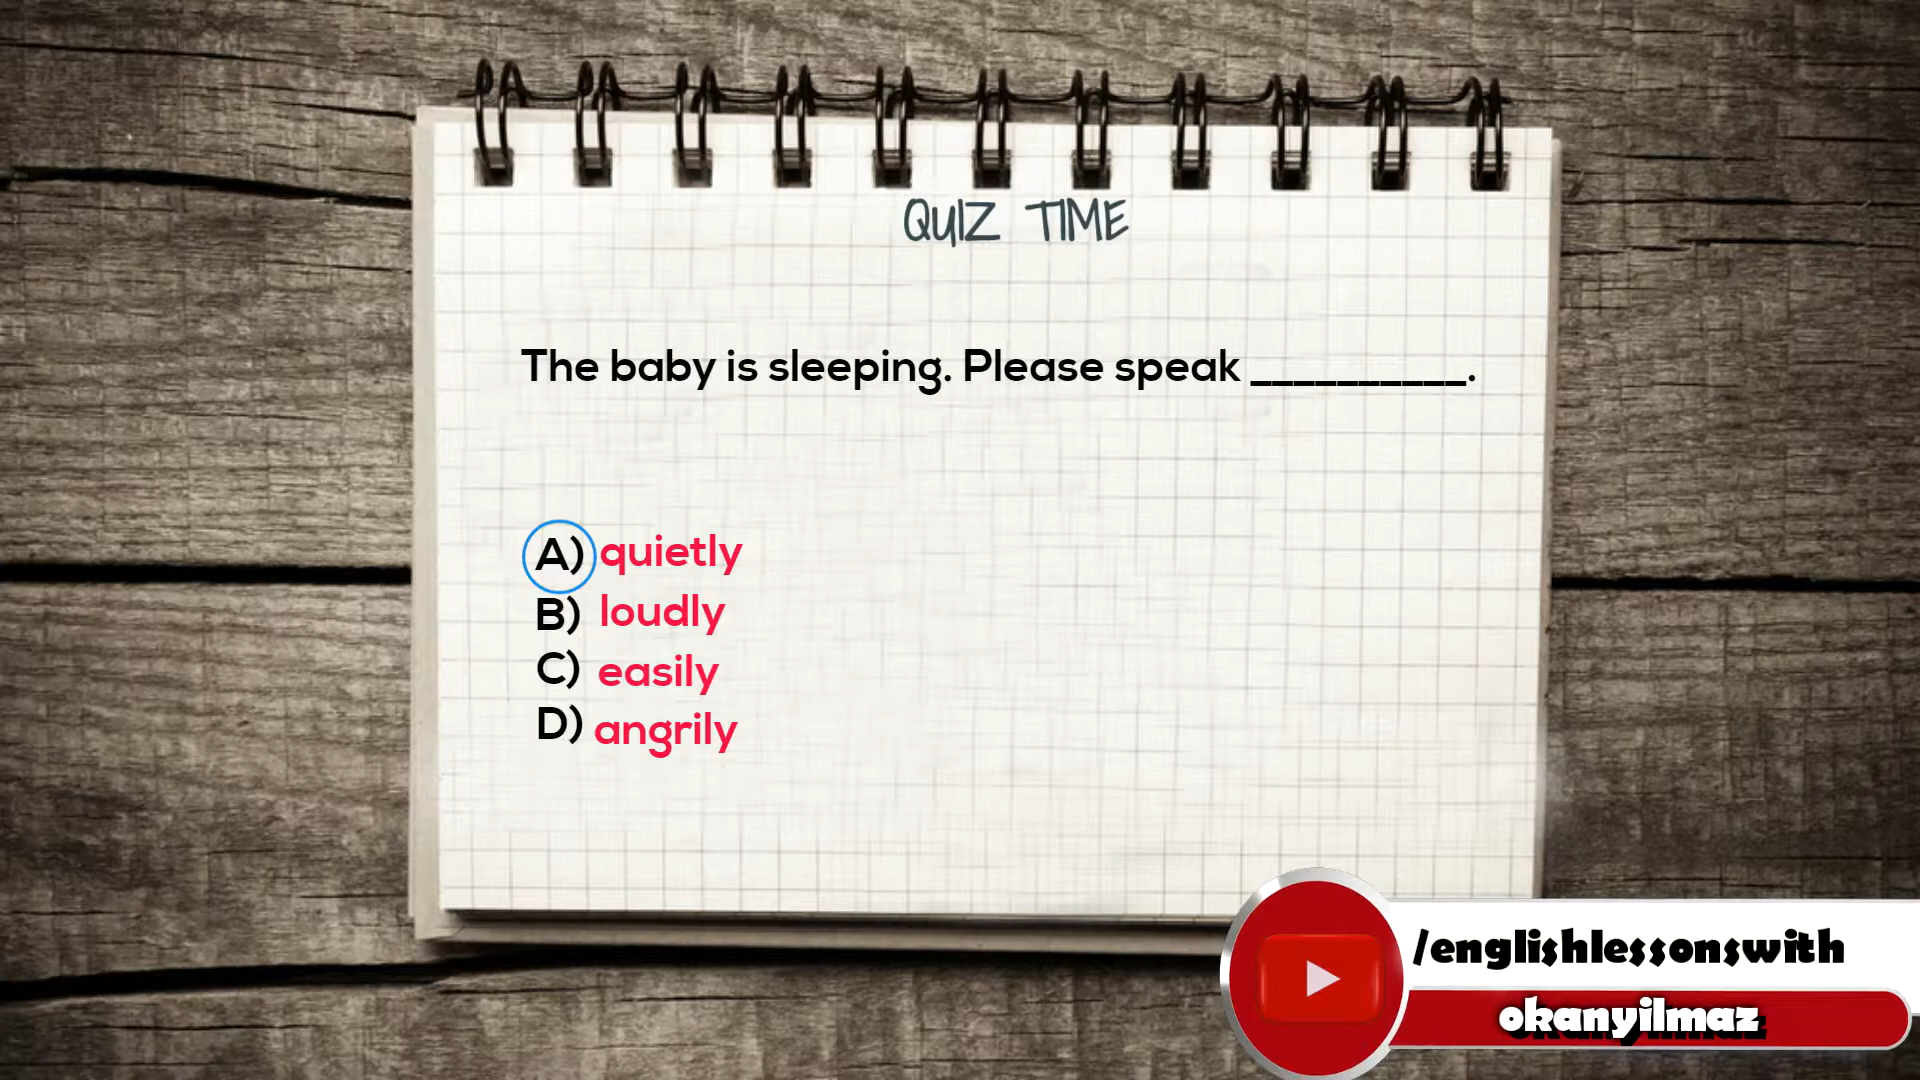 QUIZ TIME
The baby is sleeping. Please speak __________.
A) quietly
B) loudly
C) easily
D) angrily
/englishlessonswith
okanyilmaz